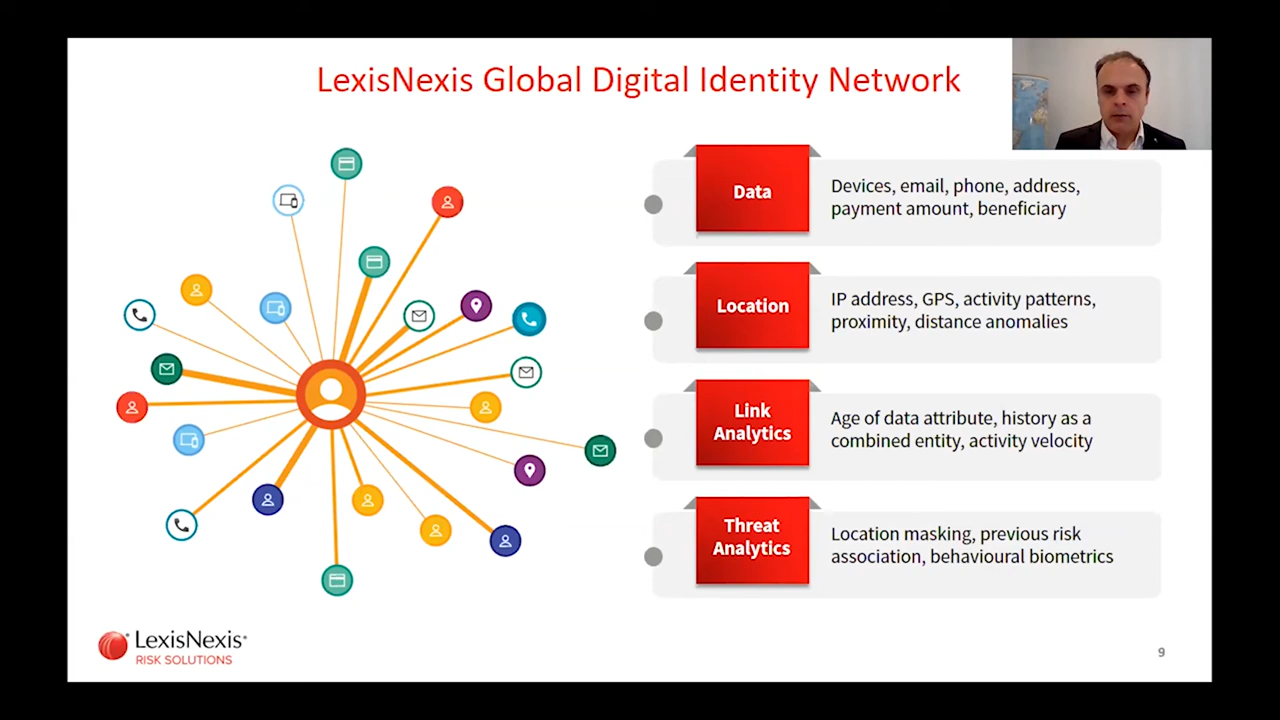 LexisNexis Global Digital Identity Network
Data
Devices, email, phone, address,
payment amount, beneficiary
Location
IP address, GPS, activity patterns,
proximity, distance anomalies
Link
Analytics
Age of data attribute, history as a
combined entity, activity velocity
Threat
Analytics
Location masking, previous risk
association, behavioural biometrics
LexisNexis®
RISK SOLUTIONS
9